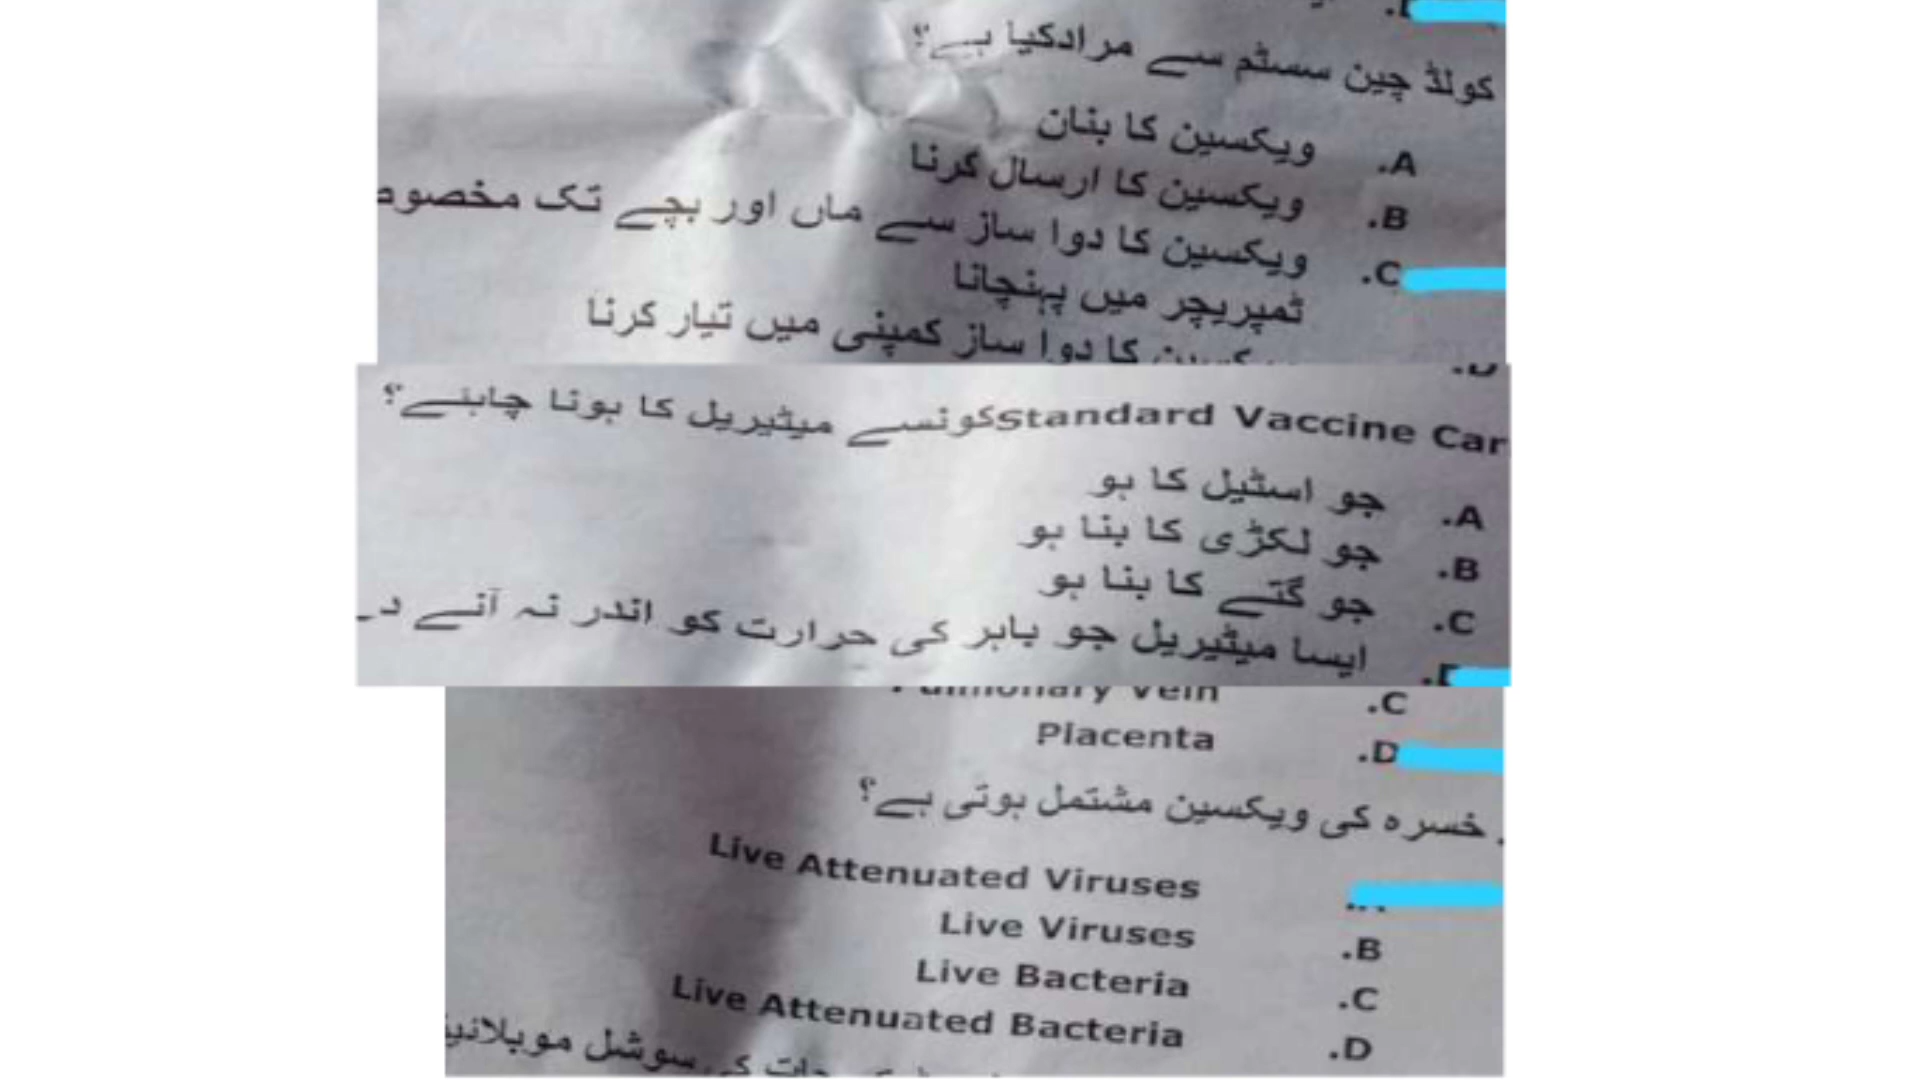 کولڈ چین سسٹم سے مرادکیا ہے؟
A. ویکسین کا بنان
B. ویکسین کا ارسال کرنا
C. ویکسین کا دوا ساز سے ماں اور بچے تک مخصوص
ٹمپریچر میں پہنچانا
کا دوا ساز کمپنی میں تیار کرنا
Standard Vaccine Car کونسے میٹیریل کا ہونا چاہئے؟
A. جو اسٹیل کا ہو
B. جو لکڑی کا بنا ہو
C. جو گتے کا بنا ہو
ایسا میٹیریل جو باہر کی حرارت کو اندر نہ آنے
C. Pulmonary Vein
D. Placenta
خسرہ کی ویکسین مشتمل ہوتی ہے؟
Live Attenuated Viruses
B. Live Viruses
C. Live Bacteria
D. Live Attenuated Bacteria
کی سوشل